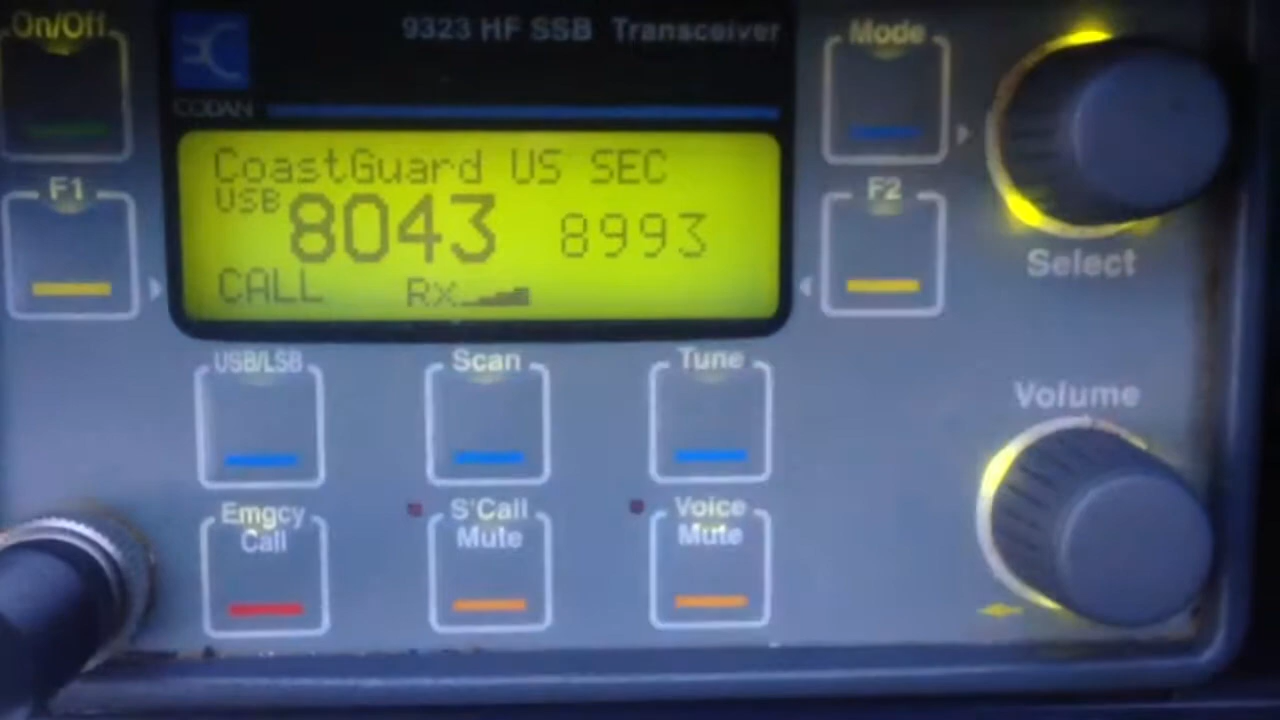 On/Off
9323 HF SSB Transceiver
Mode
CODAN
CoastGuard US SEC
USB 8043 8993
CALL Rx
F1
F2
Select
USB/LSB
Scan
Tune
Volume
Emgcy Call
S'Call Mute
Voice Mute